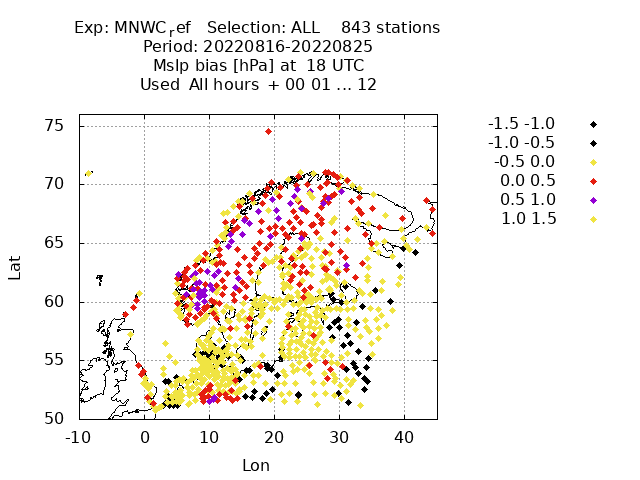 Exp: MNWCref   Selection: ALL    843 stations
Period: 20220816-20220825
Mslp bias [hPa] at  18 UTC
Used  All hours  + 00 01 ... 12
-1.5 -1.0
-1.0 -0.5
-0.5 0.0
0.0 0.5
0.5 1.0
1.0 1.5
75
70
65
60
55
50
Lat
-10 0 10 20 30 40
Lon